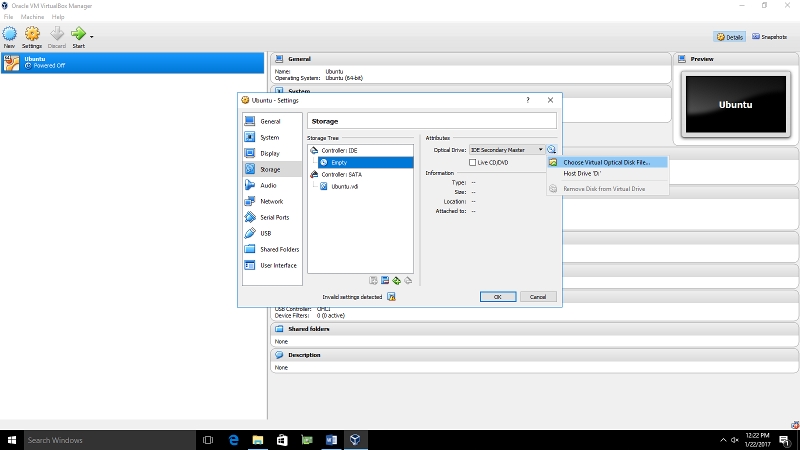 Oracle VM VirtualBox Manager
File Machine Help
New Settings Discard Start
Details Snapshots
Ubuntu
Powered Off
General
Name: Ubuntu
Operating System: Ubuntu (64-bit)
System
Preview
Ubuntu
Ubuntu - Settings
?
General
System
Display
Storage
Audio
Network
Serial Ports
USB
Shared Folders
User Interface
Storage
Storage Tree
Controller: IDE
Empty
Controller: SATA
Ubuntu.vdi
Attributes
Optical Drive: IDE Secondary Master
Live CD/DVD
Information
Type: --
Size: --
Location: --
Attached to: --
Choose Virtual Optical Disk File...
Host Drive 'D:'
Remove Disk from Virtual Drive
Invalid settings detected
OK Cancel
USB Controller: OHCI
Device Filters: 0 (0 active)
Shared folders
None
Description
None
Search Windows
12:22 PM
1/22/2017